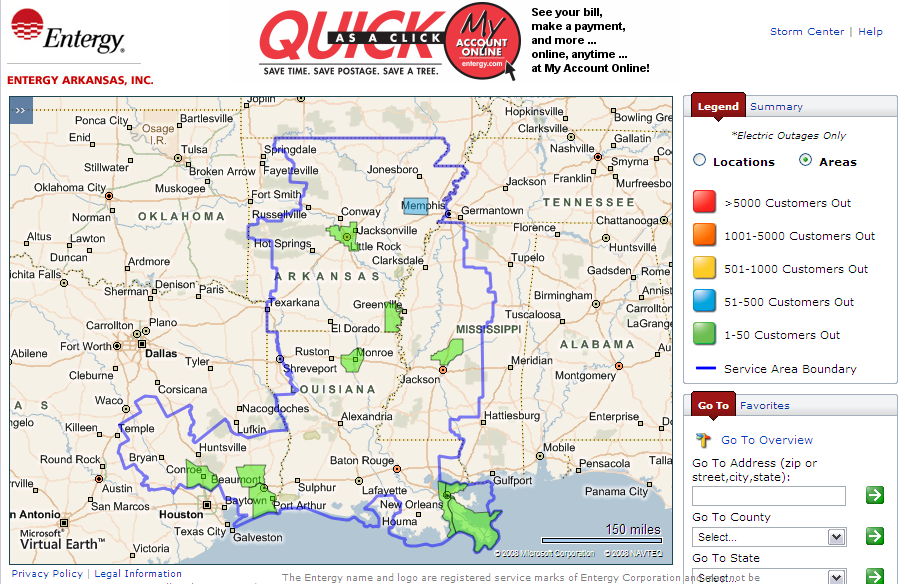 Entergy®
ENTERGY ARKANSAS, INC.
QUICK
AS A CLICK
SAVE TIME. SAVE POSTAGE. SAVE A TREE.
My
ACCOUNT
ONLINE
entergy.com
See your bill,
make a payment,
and more ...
online, anytime ...
at My Account Online!
Storm Center | Help
>>
Joplin
Ponca City
Bartlesville
Enid
Osage
I.R.
Tulsa
Stillwater
Broken Arrow
Springdale
Fayetteville
Jonesboro
Hopkinsville
Bowling Gre
Clarksville
Gallatin
Nashville
Smyrna
Co
Franklin
Murfreesbo
Oklahoma City
Muskogee
Fort Smith
Russellville
Conway
Memphis
Germantown
Jackson
TENNESSEE
Norman
OKLAHOMA
Jacksonville
Little Rock
Hot Springs
Clarksdale
Florence
Chattanooga
Huntsville
Altus
Lawton
Duncan
Ardmore
ichita Falls
Sherman
Denison
Paris
ARKANSAS
Tupelo
Gadsden
Rome
Texarkana
Greenville
Birmingham
Annist
Carrollton
Plano
El Dorado
MISSISSIPPI
Tuscaloosa
Carrollton
LaGrange
Fort Worth
Dallas
Abilene
Tyler
Ruston
Monroe
Shreveport
ALABAMA
Au
Cleburne
Jackson
Meridian
Montgomery
Corsicana
OUISIANA
A S
Waco
Nacogdoches
Alexandria
Hattiesburg
Enterprise
Do
ngelo
Killeen
Temple
Lufkin
Bryan
Huntsville
Mobile
Round Rock
Conroe
Beaumont
Baton Rouge
Gulfport
Pensacola
Talla
rville
Austin
Baytown
Port Arthur
Sulphur
Lafayette
New Orleans
Panama City
San Marcos
Houston
Houma
n Antonio
Texas City
Galveston
Victoria
Microsoft®
Virtual Earth™
150 miles
© 2008 Microsoft Corporation © 2008 NAVTEQ
Legend
Summary
*Electric Outages Only
Locations
Areas
>5000 Customers Out
1001-5000 Customers Out
501-1000 Customers Out
51-500 Customers Out
1-50 Customers Out
Service Area Boundary
Go To
Favorites
Go To Overview
Go To Address (zip or
street,city,state):
Go To County
Select...
Go To State
Select...
Privacy Policy | Legal Information
The Entergy name and logo are registered service marks of Entergy Corporation and
not be